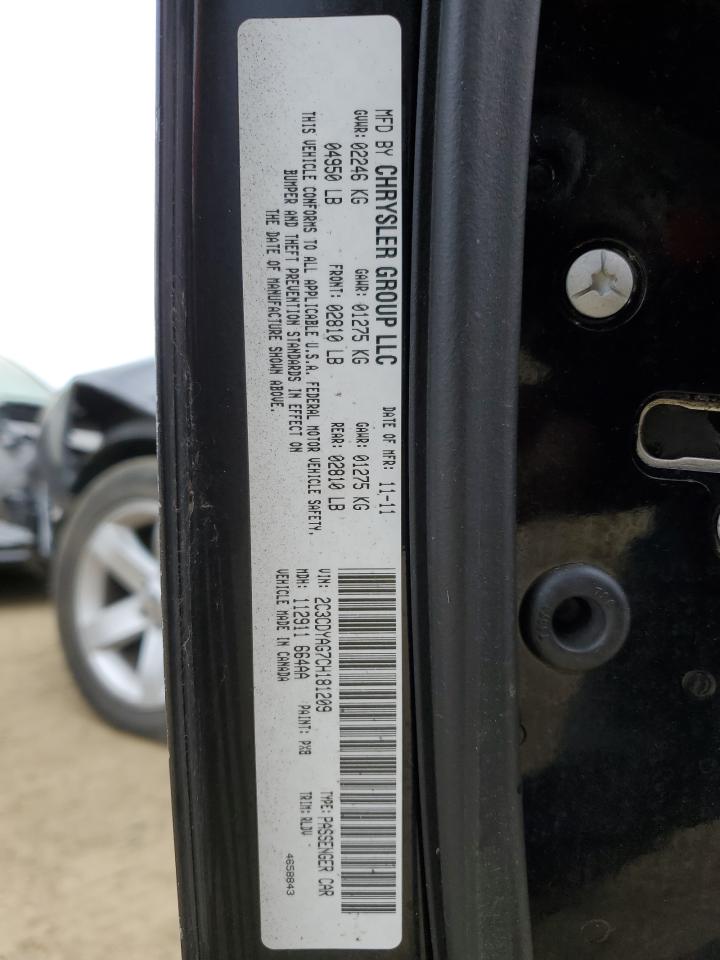 MFD BY CHRYSLER GROUP LLC
DATE OF MFR: 11-11
GVWR: 02246 KG
GAWR: 01275 KG
GAWR: 01275 KG
04950 LB
FRONT: 02810 LB
REAR: 02810 LB
THIS VEHICLE CONFORMS TO ALL APPLICABLE U.S.A. FEDERAL MOTOR VEHICLE SAFETY,
BUMPER AND THEFT PREVENTION STANDARDS IN EFFECT ON
THE DATE OF MANUFACTURE SHOWN ABOVE.
VIN: 2C3CDYAG7CH181209
TYPE: PASSENGER CAR
MDH: 112911 664AA
PAINT: PX8
TRIM: RLDV
VEHICLE MADE IN CANADA
4658843